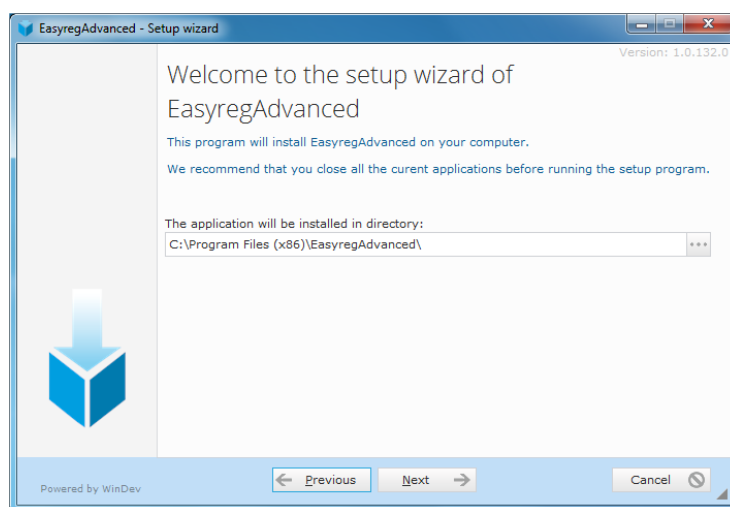 EasyregAdvanced - Setup wizard
Version: 1.0.132.0
Welcome to the setup wizard of
EasyregAdvanced
This program will install EasyregAdvanced on your computer.
We recommend that you close all the curent applications before running the setup program.
The application will be installed in directory:
C:\Program Files (x86)\EasyregAdvanced\
Powered by WinDev
Previous
Next
Cancel